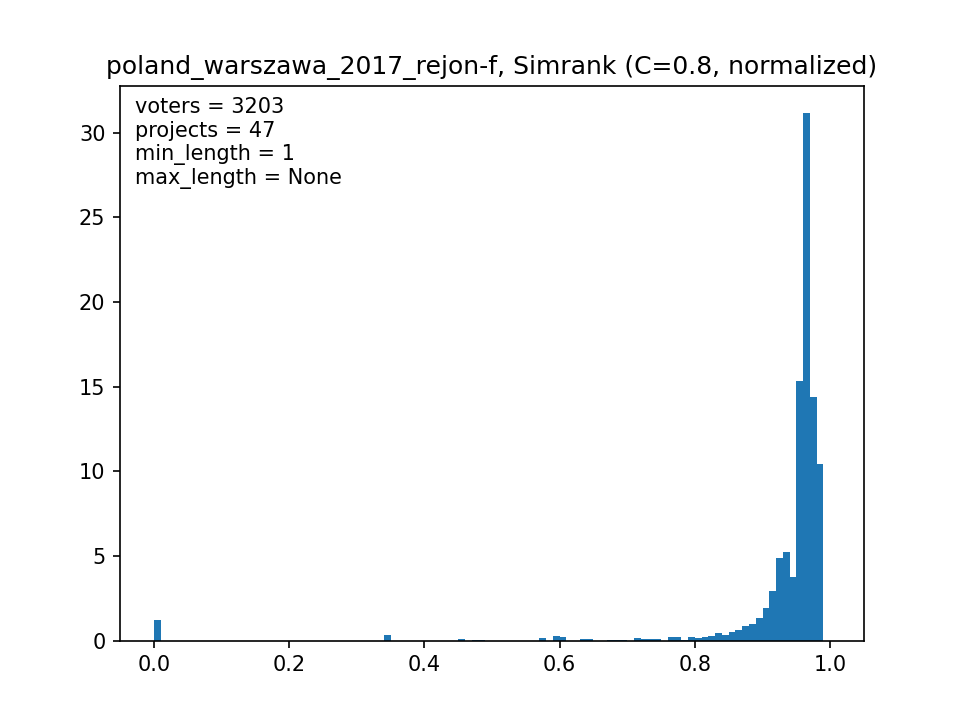 poland_warszawa_2017_rejon-f, Simrank (C=0.8, normalized)
voters = 3203
projects = 47
min_length = 1
max_length = None
30
25
20
15
10
5
0
0.0 0.2 0.4 0.6 0.8 1.0